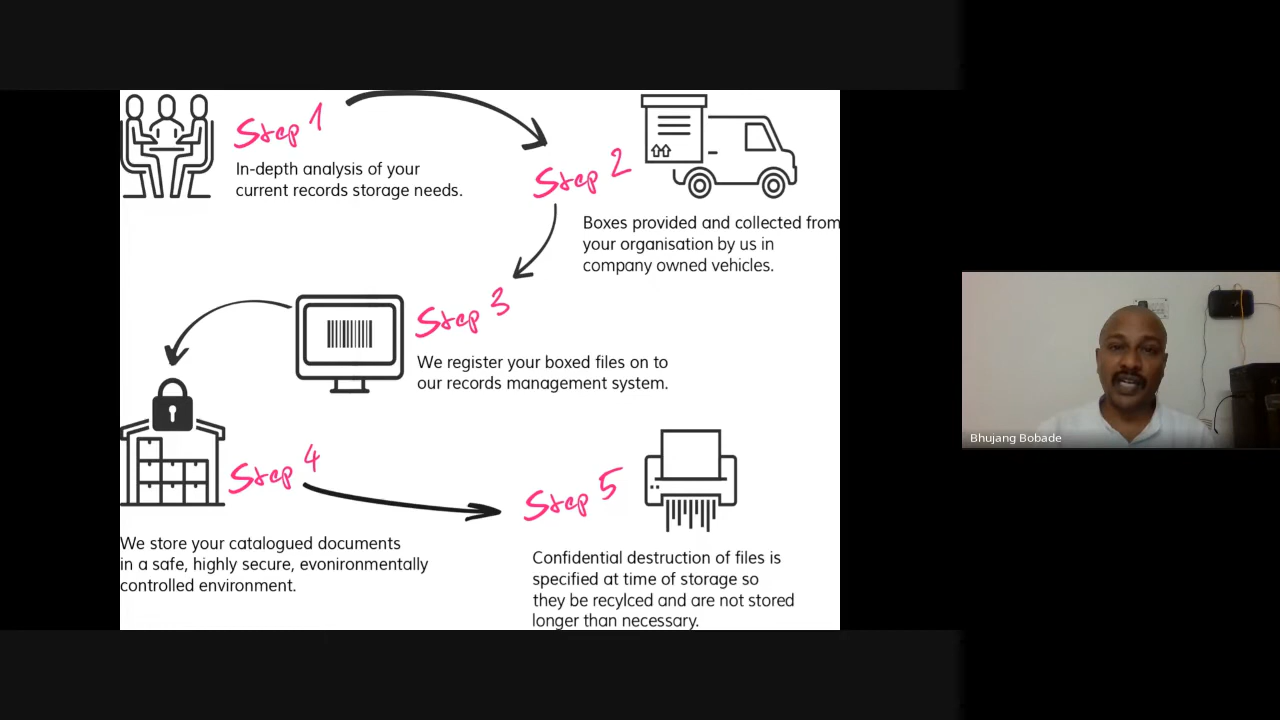 Step 1
In-depth analysis of your
current records storage needs.
Step 2
Boxes provided and collected from
your organisation by us in
company owned vehicles.
Step 3
We register your boxed files on to
our records management system.
Step 4
We store your catalogued documents
in a safe, highly secure, evonironmentally
controlled environment.
Step 5
Confidential destruction of files is
specified at time of storage so
they be recylced and are not stored
longer than necessary.
Bhujang Bobade